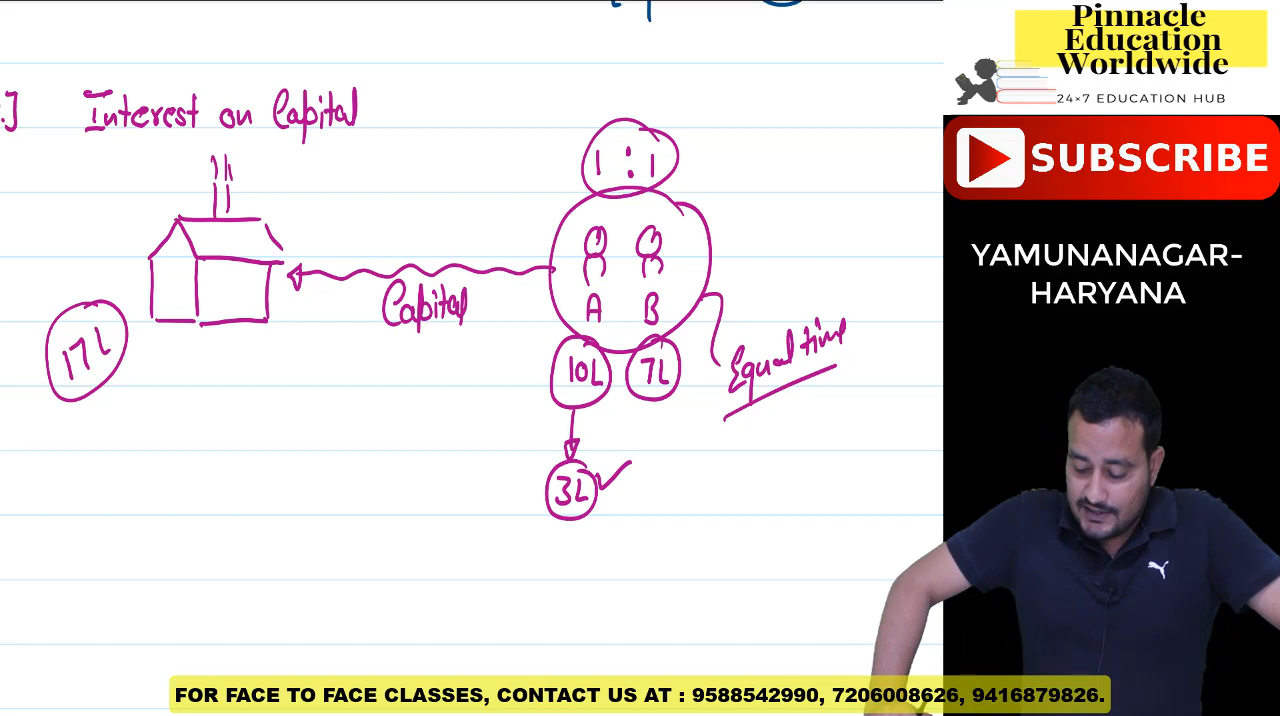 .]
Interest on Capital
1 : 1
A B
Capital
17L
10L 7L
Equal time
3L
Pinnacle
Education
Worldwide
24×7 EDUCATION HUB
SUBSCRIBE
YAMUNANAGAR-
HARYANA
FOR FACE TO FACE CLASSES, CONTACT US AT : 9588542990, 7206008626, 9416879826.